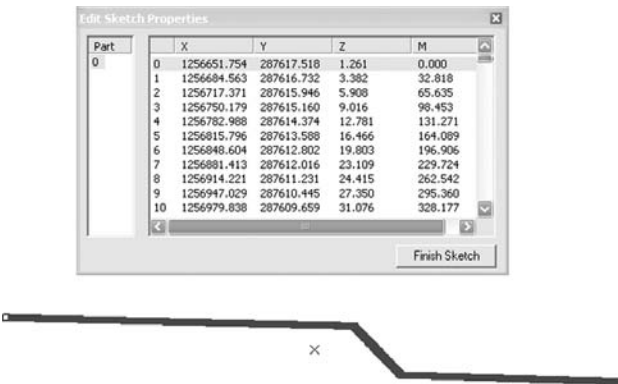 Edit Sketch Properties
Part
0
X Y Z M
0 1256651.754 287617.518 1.261 0.000
1 1256684.563 287616.732 3.382 32.818
2 1256717.371 287615.946 5.908 65.635
3 1256750.179 287615.160 9.016 98.453
4 1256782.988 287614.374 12.781 131.271
5 1256815.796 287613.588 16.466 164.089
6 1256848.604 287612.802 19.803 196.906
7 1256881.413 287612.016 23.109 229.724
8 1256914.221 287611.231 24.415 262.542
9 1256947.029 287610.445 27.350 295.360
10 1256979.838 287609.659 31.076 328.177
Finish Sketch